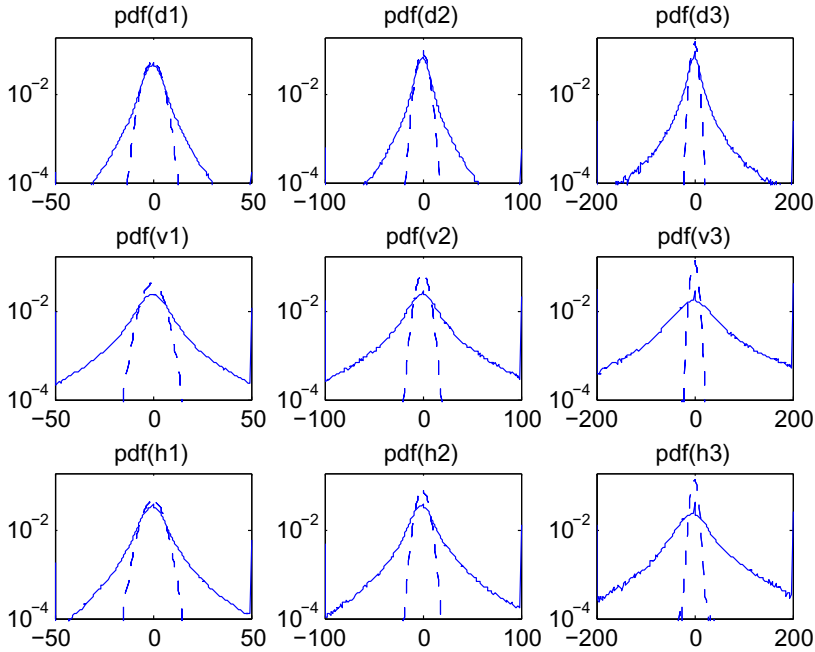 pdf(d1) pdf(d2) pdf(d3)
10⁻² 10⁻² 10⁻²
10⁻⁴ 10⁻⁴ 10⁻⁴
−50 0 50 −100 0 100 −200 0 200
pdf(v1) pdf(v2) pdf(v3)
10⁻² 10⁻² 10⁻²
10⁻⁴ 10⁻⁴ 10⁻⁴
−50 0 50 −100 0 100 −200 0 200
pdf(h1) pdf(h2) pdf(h3)
10⁻² 10⁻² 10⁻²
10⁻⁴ 10⁻⁴ 10⁻⁴
−50 0 50 −100 0 100 −200 0 200